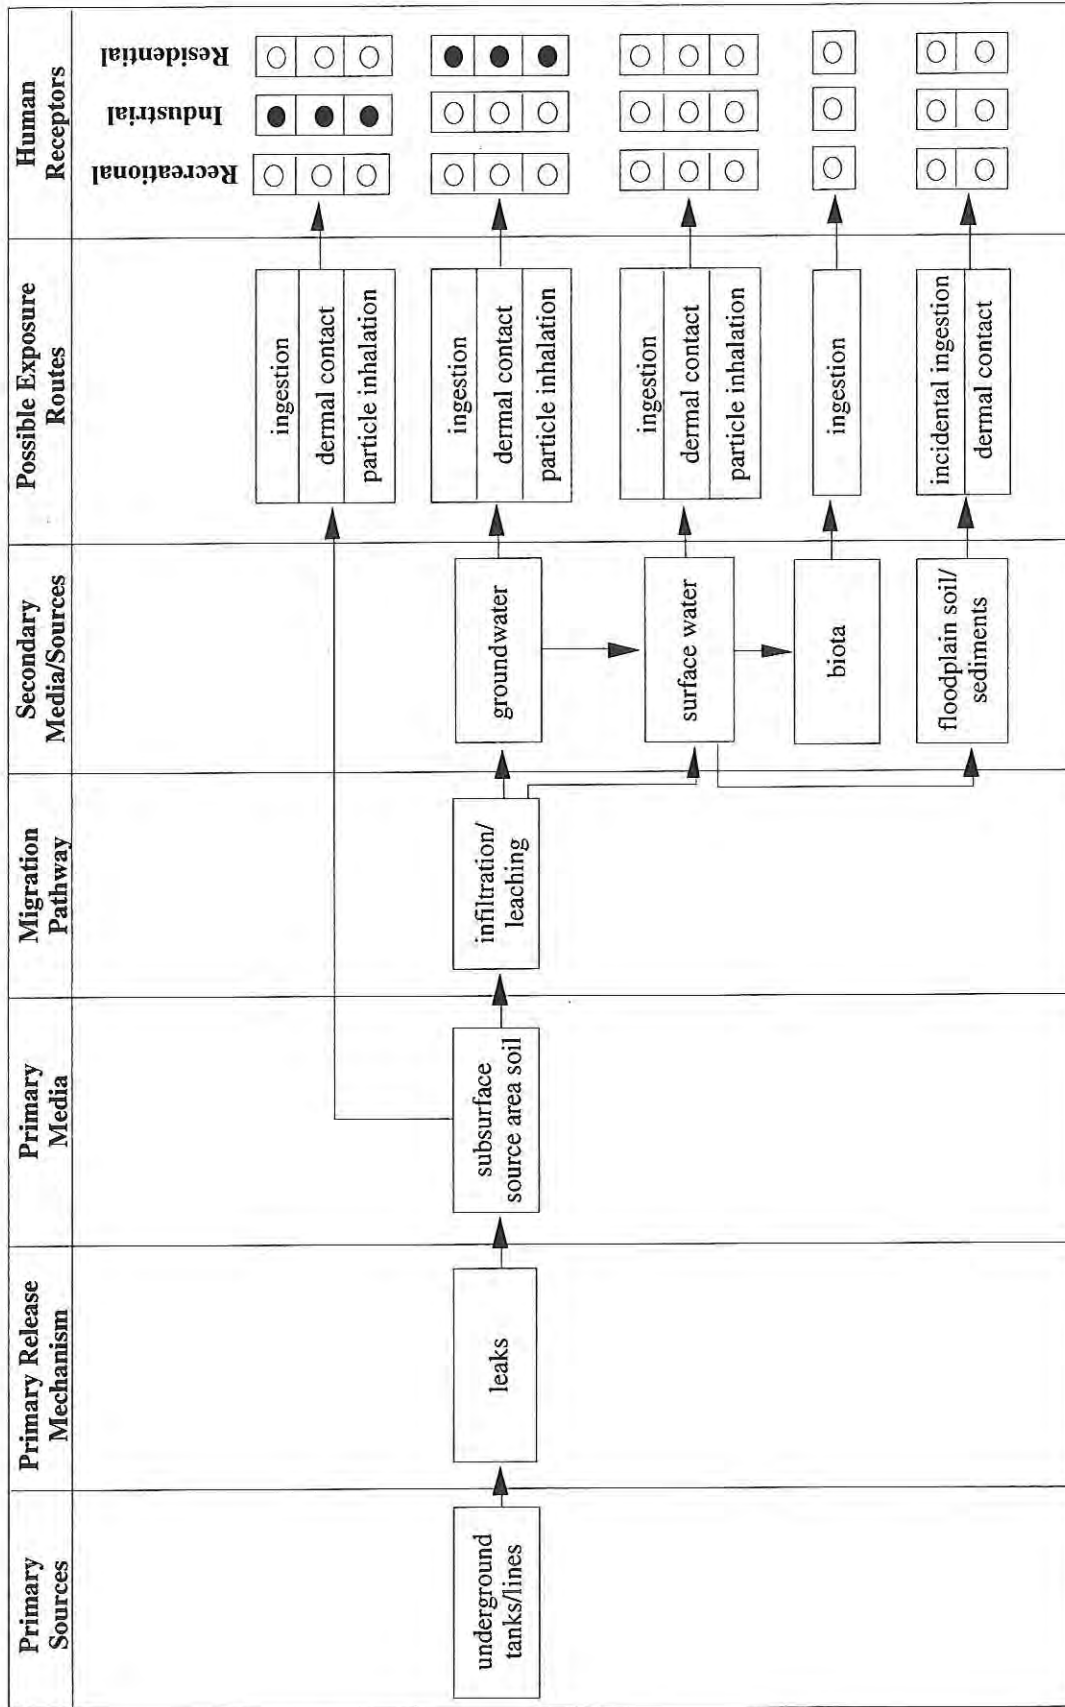 Primary
Sources
Primary Release
Mechanism
Primary
Media
Migration
Pathway
Secondary
Media/Sources
Possible Exposure
Routes
Human
Receptors
Recreational
Industrial
Residential
underground
tanks/lines
leaks
subsurface
source area soil
infiltration/
leaching
groundwater
surface water
biota
floodplain soil/
sediments
ingestion
dermal contact
particle inhalation
ingestion
dermal contact
particle inhalation
ingestion
dermal contact
particle inhalation
ingestion
incidental ingestion
dermal contact